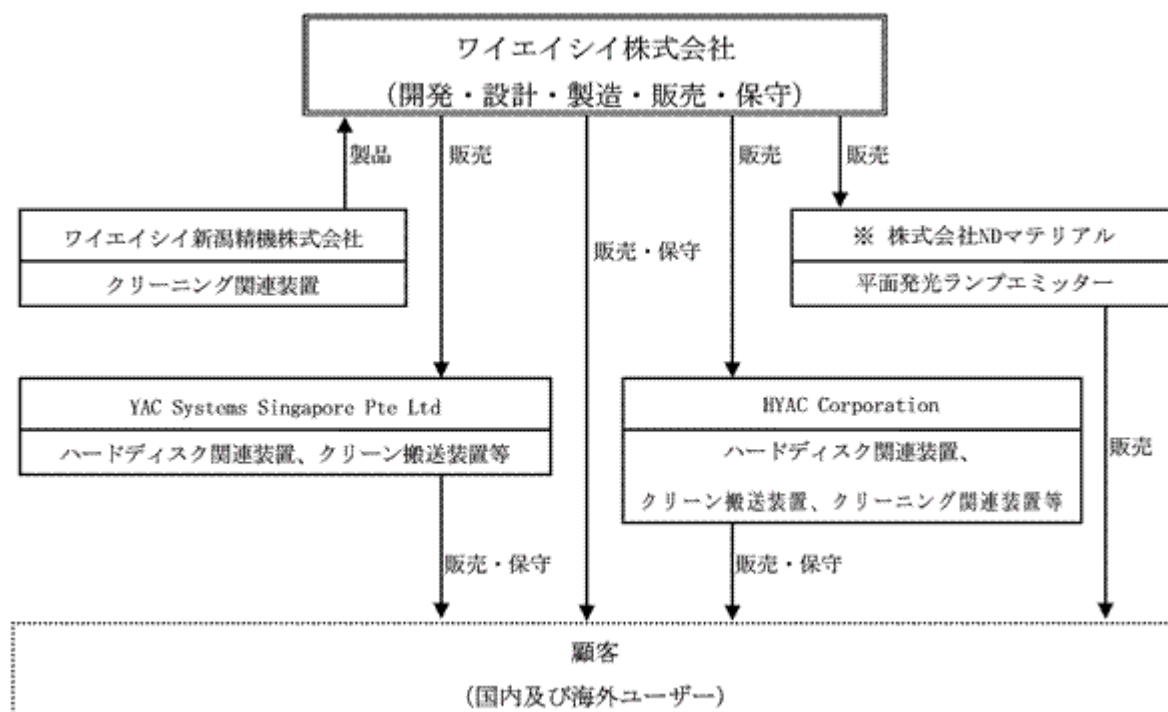 ワイエイシイ株式会社
(開発・設計・製造・販売・保守)
製品
販売
販売
販売
ワイエイシイ新潟精機株式会社
クリーニング関連装置
販売・保守
※ 株式会社NDマテリアル
平面発光ランプエミッター
YAC Systems Singapore Pte Ltd
ハードディスク関連装置、クリーン搬送装置等
HYAC Corporation
ハードディスク関連装置、
クリーン搬送装置、クリーニング関連装置等
販売
販売・保守
販売・保守
顧客
(国内及び海外ユーザー)